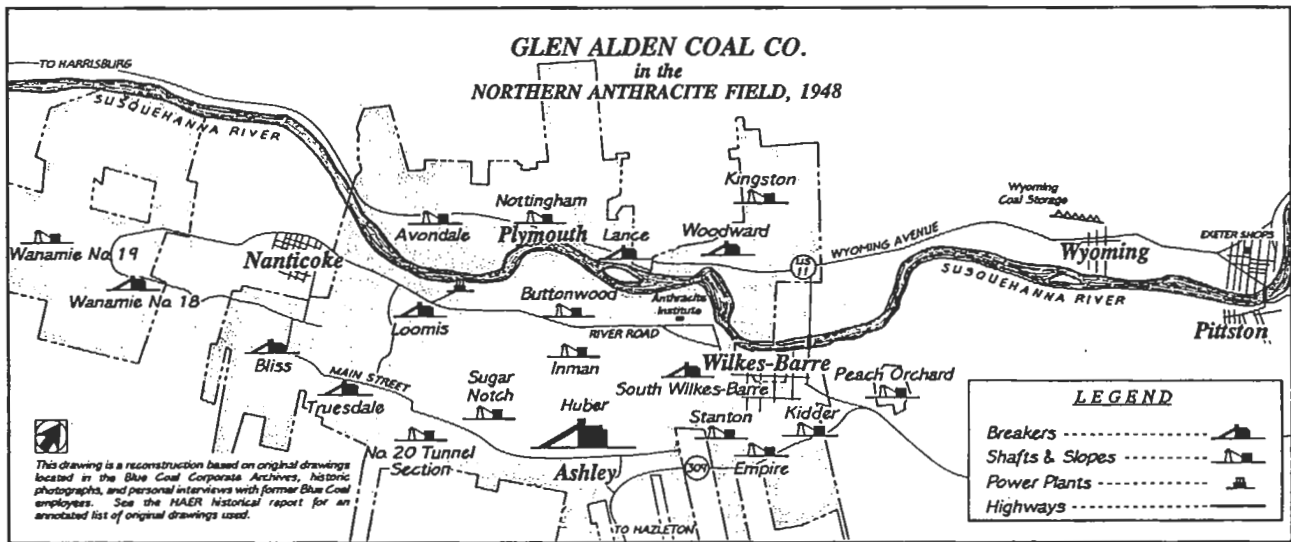 GLEN ALDEN COAL CO.
in the
NORTHERN ANTHRACITE FIELD, 1948
TO HARRISBURG
SUSQUEHANNA RIVER
Nottingham
Kingston
Wyoming
Coal Storage
Avondale
Plymouth
Lance
Woodward
WYOMING AVENUE
Wyoming
EXETER SHOPS
Wanamie No. 19
Nanticoke
US
11
SUSQUEHANNA RIVER
Wanamie No. 18
Loomis
Buttonwood
Anthracite
Institute
RIVER ROAD
Pittston
Bliss
MAIN STREET
Inman
South Wilkes-Barre
Wilkes-Barre
Peach Orchard
Truesdale
Sugar
Notch
Huber
Stanton
Kidder
No. 20 Tunnel
Section
Ashley
309
Empire
TO HAZLETON
LEGEND
Breakers
Shafts & Slopes
Power Plants
Highways
This drawing is a reconstruction based on original drawings
located in the Blue Coal Corporate Archives, historic
photographs, and personal interviews with former Blue Coal
employees. See the HAER historical report for an
annotated list of original drawings used.